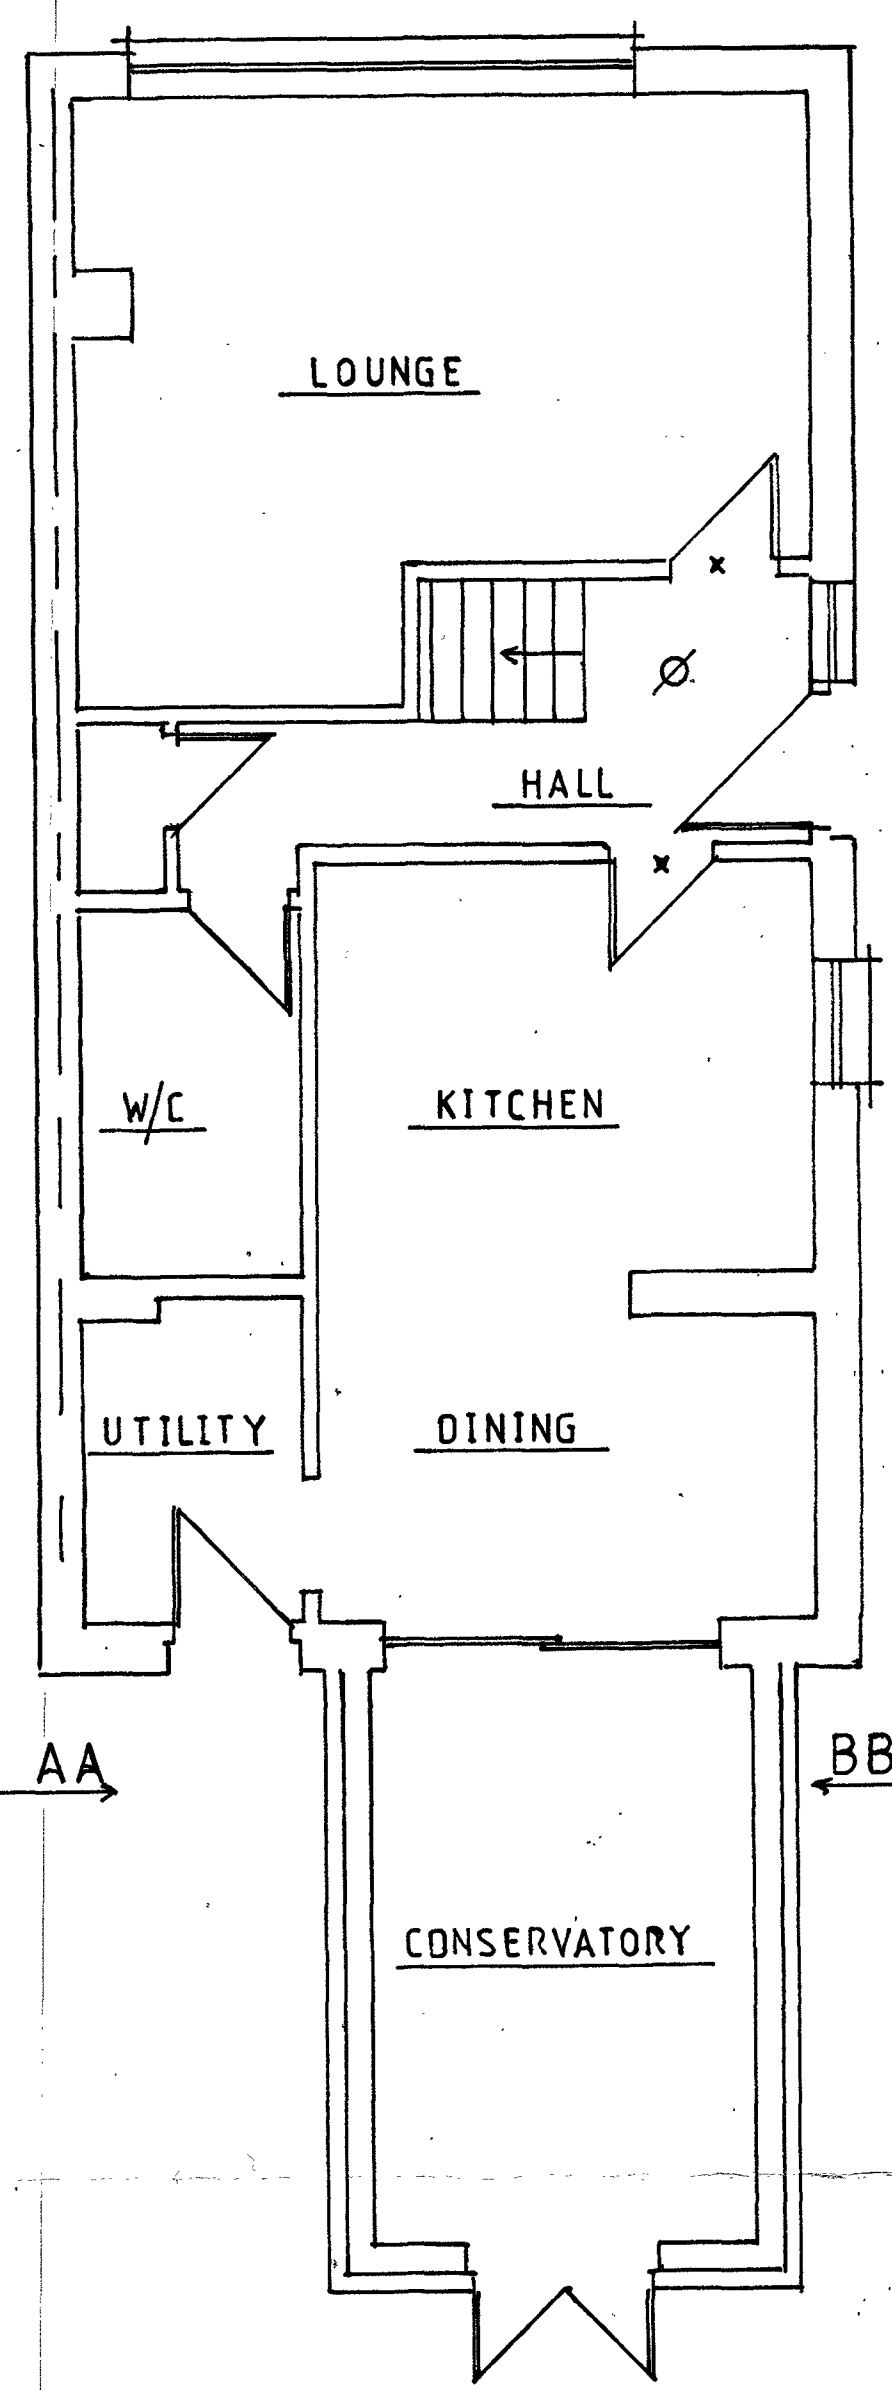 LOUNGE
x
Ø
HALL
x
W/C
KITCHEN
UTILITY
DINING
AA
BB
CONSERVATORY